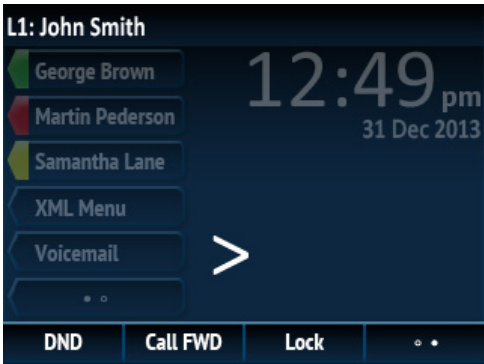 L1: John Smith
George Brown
12:49 pm
Martin Pederson
31 Dec 2013
Samantha Lane
XML Menu
Voicemail
>
DND Call FWD Lock